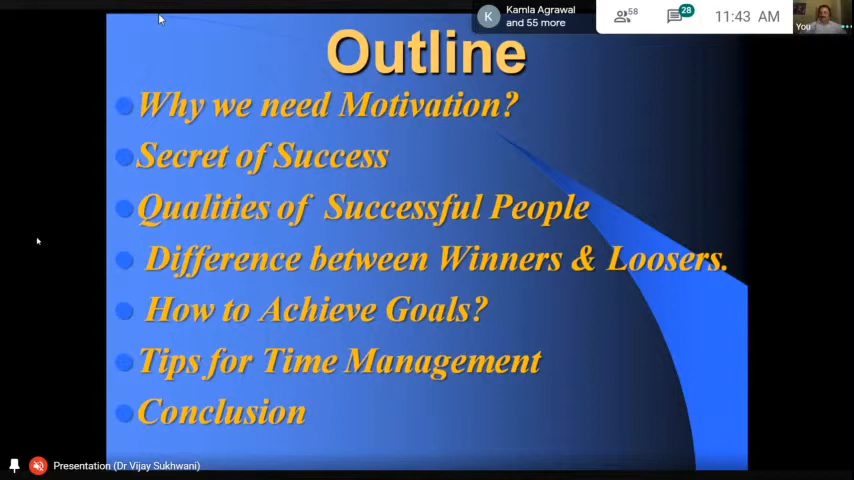 K
Kamla Agrawal
and 55 more
58
28
11:43 AM
You
Outline
Why we need Motivation?
Secret of Success
Qualities of Successful People
Difference between Winners & Loosers.
How to Achieve Goals?
Tips for Time Management
Conclusion
Presentation (Dr Vijay Sukhwani)